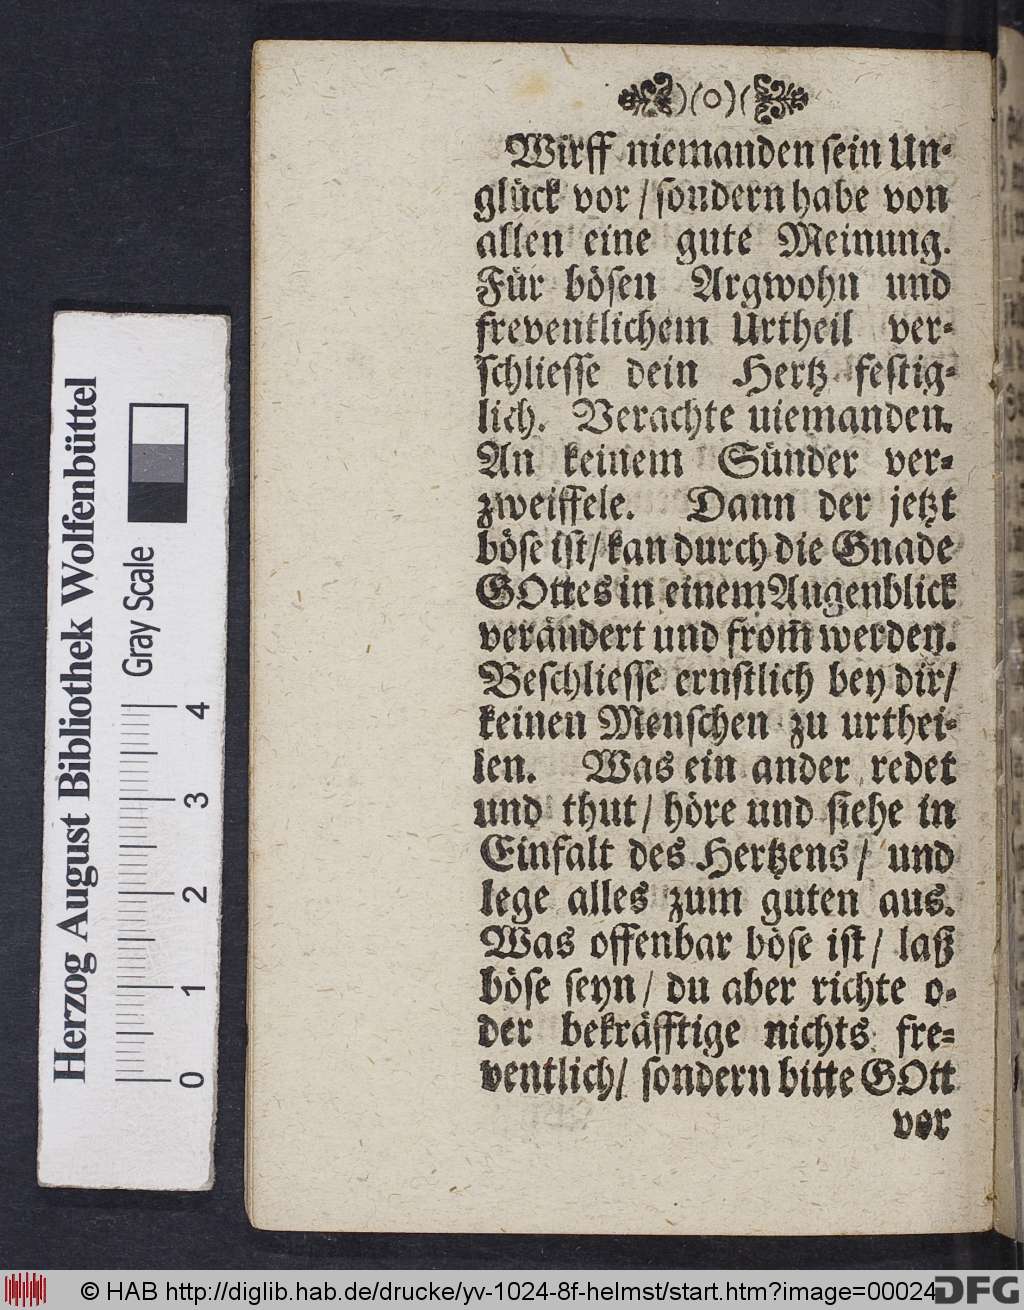 )(o)(
Wirff niemanden sein Un-
glück vor / sondern habe von
allen eine gute Meinung.
Für bösen Argwohn und
freventlichem Urtheil ver-
schliesse dein Hertz festig-
lich. Verachte niemanden.
An keinem Sünder ver-
zweiffele. Dann der jetzt
böse ist / kan durch die Gnade
GOttes in einem Augenblick
verändert und from̃ werden.
Beschliesse ernstlich bey dir /
keinen Menschen zu urthei-
len. Was ein ander redet
und thut / höre und siehe in
Einfalt des Hertzens / und
lege alles zum guten aus.
Was offenbar böse ist / laß
böse seyn / du aber richte o-
der bekräfftige nichts fre-
ventlich / sondern bitte GOtt
vor
Herzog August Bibliothek Wolfenbüttel
Gray Scale
0 1 2 3 4
© HAB http://diglib.hab.de/drucke/yv-1024-8f-helmst/start.htm?image=00024
DFG